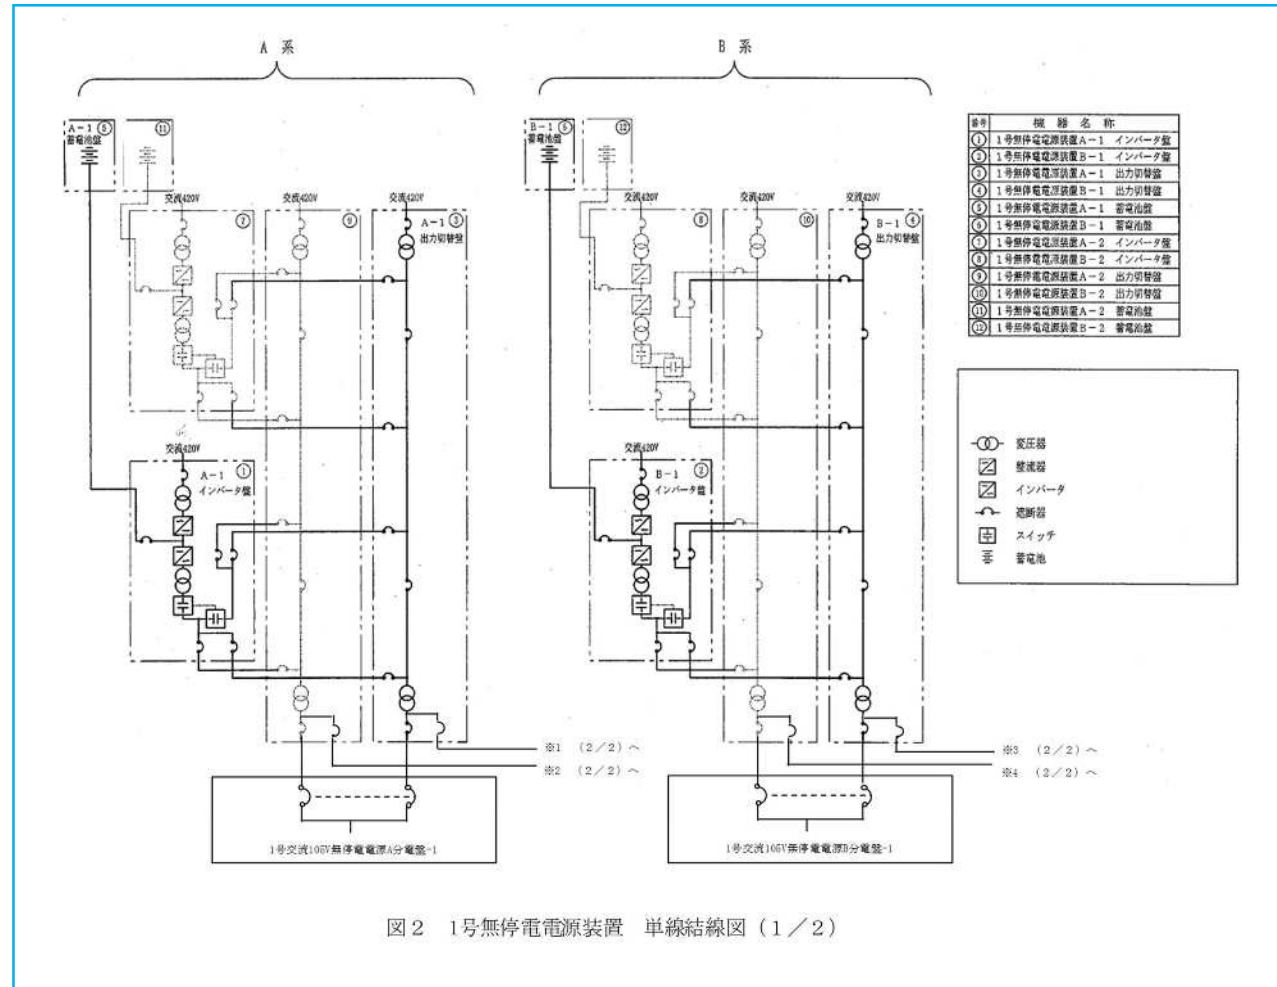 A 系
B 系
A-1 ⑤
蓄電池盤
⑪
B-1 ⑥
蓄電池盤
⑫
交流420V
交流420V
交流420V
⑦
⑨
A-1 ③
出力切替盤
交流420V
交流420V
交流420V
⑧
⑩
B-1 ④
出力切替盤
交流420V
A-1 ①
インバータ盤
交流420V
B-1 ②
インバータ盤
番号 機器名称
① 1号無停電電源装置A-1 インバータ盤
② 1号無停電電源装置B-1 インバータ盤
③ 1号無停電電源装置A-1 出力切替盤
④ 1号無停電電源装置B-1 出力切替盤
⑤ 1号無停電電源装置A-1 蓄電池盤
⑥ 1号無停電電源装置B-1 蓄電池盤
⑦ 1号無停電電源装置A-2 インバータ盤
⑧ 1号無停電電源装置B-2 インバータ盤
⑨ 1号無停電電源装置A-2 出力切替盤
⑩ 1号無停電電源装置B-2 出力切替盤
⑪ 1号無停電電源装置A-2 蓄電池盤
⑫ 1号無停電電源装置B-2 蓄電池盤
変圧器
整流器
インバータ
遮断器
スイッチ
蓄電池
※1 (2/2)へ
※2 (2/2)へ
※3 (2/2)へ
※4 (2/2)へ
1号交流105V無停電電源A分電盤-1
1号交流105V無停電電源B分電盤-1
図2 1号無停電電源装置 単線結線図(1/2)